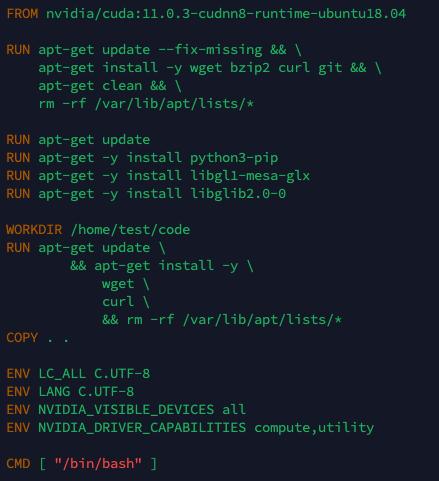 FROM nvidia/cuda:11.0.3-cudnn8-runtime-ubuntu18.04
RUN apt-get update --fix-missing && \
    apt-get install -y wget bzip2 curl git && \
    apt-get clean && \
    rm -rf /var/lib/apt/lists/*
RUN apt-get update
RUN apt-get -y install python3-pip
RUN apt-get -y install libgl1-mesa-glx
RUN apt-get -y install libglib2.0-0
WORKDIR /home/test/code
RUN apt-get update \
        && apt-get install -y \
            wget \
            curl \
            && rm -rf /var/lib/apt/lists/*
COPY . .
ENV LC_ALL C.UTF-8
ENV LANG C.UTF-8
ENV NVIDIA_VISIBLE_DEVICES all
ENV NVIDIA_DRIVER_CAPABILITIES compute,utility
CMD [ "/bin/bash" ]